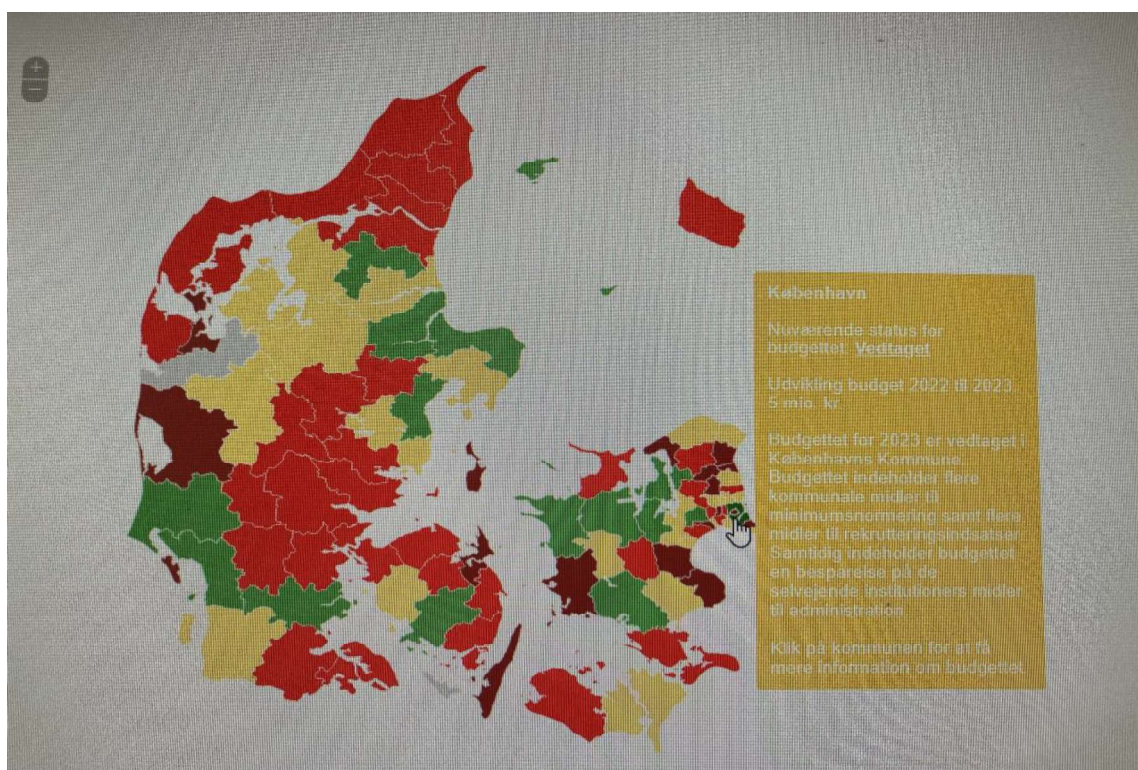 +
−
København
Nuværende status for
budgettet: Vedtaget
Udvikling budget 2022 til 2023:
5 mio. kr
Budgettet for 2023 er vedtaget i
Københavns Kommune.
Budgettet indeholder flere
kommunale midler til
minimumsnormering samt flere
midler til rekrutteringsindsatser.
Samtidig indeholder budgettet
en besparelse på de
selvejende institutioners midler
til administration.
Klik på kommunen for at få
mere information om budgettet